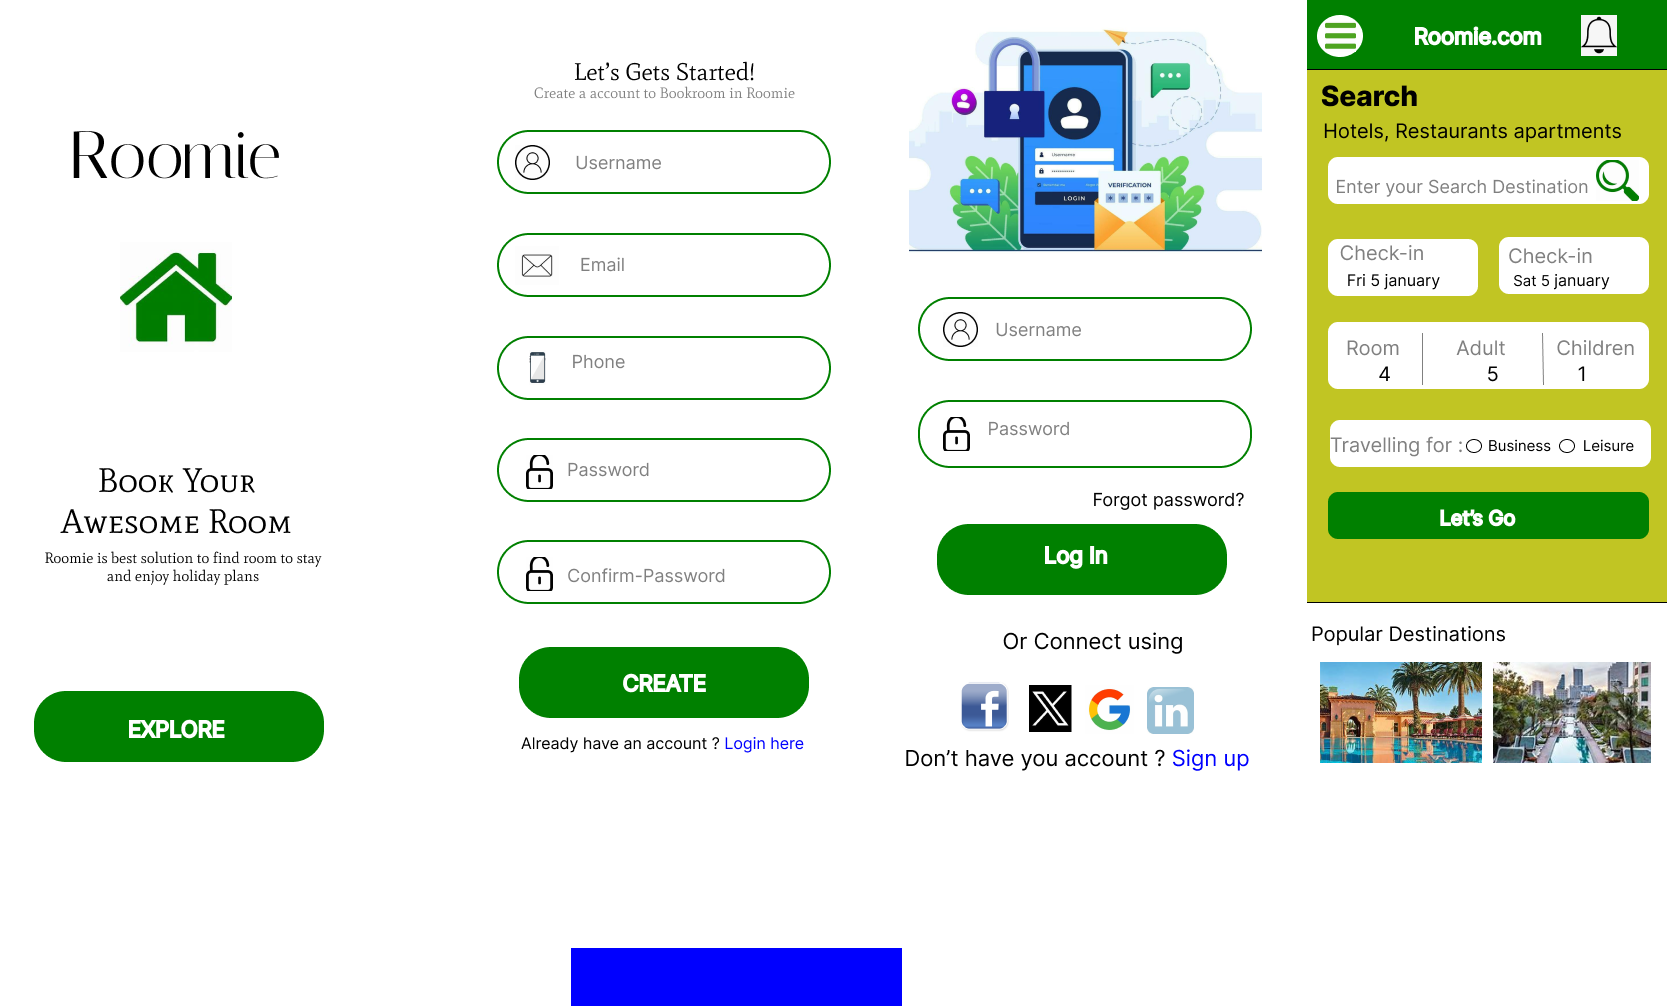 Roomie
Book Your
Awesome Room
Roomie is best solution to find room to stay
and enjoy holiday plans
EXPLORE
Let’s Gets Started!
Create a account to Bookroom in Roomie
Username
Email
Phone
Password
Confirm-Password
CREATE
Already have an account ? Login here
Username
LOGIN
VERIFICATION
* * * *
Username
Password
Forgot password?
Log In
Or Connect using
f
X
G
in
Don’t have you account ? Sign up
Roomie.com
Search
Hotels, Restaurants apartments
Enter your Search Destination
Check-in
Fri 5 january
Check-in
Sat 5 january
Room
4
Adult
5
Children
1
Travelling for :
Business
Leisure
Let’s Go
Popular Destinations